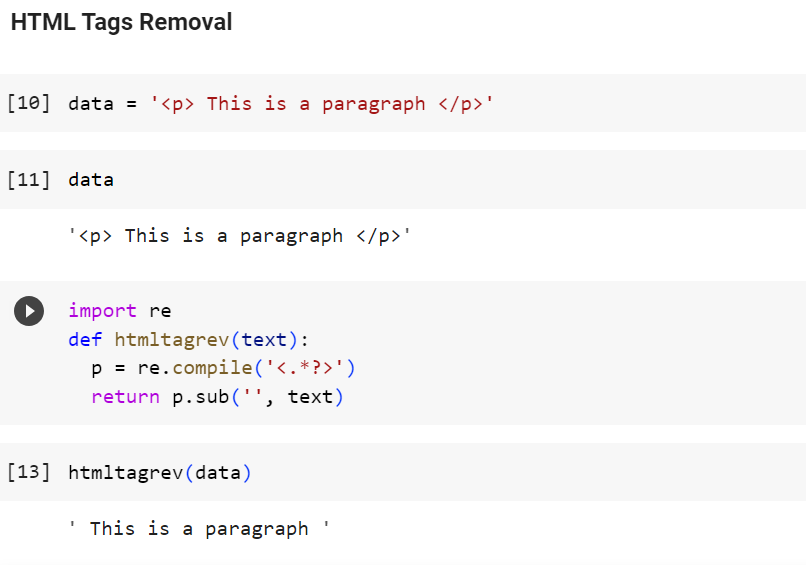 HTML Tags Removal
[10] data = '<p> This is a paragraph </p>'
[11] data
'<p> This is a paragraph </p>'
import re
def htmltagrev(text):
  p = re.compile('<.*?>')
  return p.sub('', text)
[13] htmltagrev(data)
' This is a paragraph '